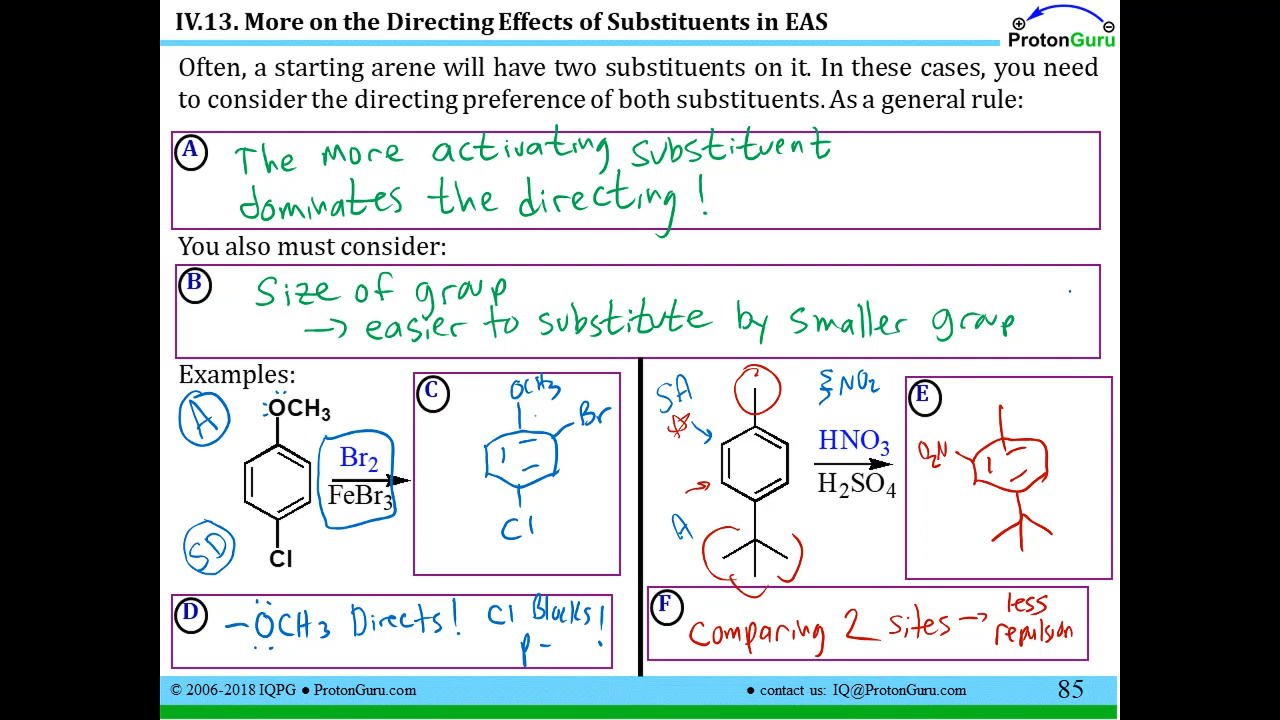 IV.13. More on the Directing Effects of Substituents in EAS
ProtonGuru
Often, a starting arene will have two substituents on it. In these cases, you need
to consider the directing preference of both substituents. As a general rule:
A
The more activating substituent
dominates the directing!
You also must consider:
B
Size of group
→ easier to substitute by smaller group
Examples:
A
:OCH3
Br2
FeBr3
SD
Cl
C
OCH3
Br
Cl
SA
A
NO2
HNO3
H2SO4
E
O2N
D
-OCH3 Directs! Cl Blocks!
p-
F
Comparing 2 sites → less
repulsion
© 2006-2018 IQPG ● ProtonGuru.com
● contact us: IQ@ProtonGuru.com
85